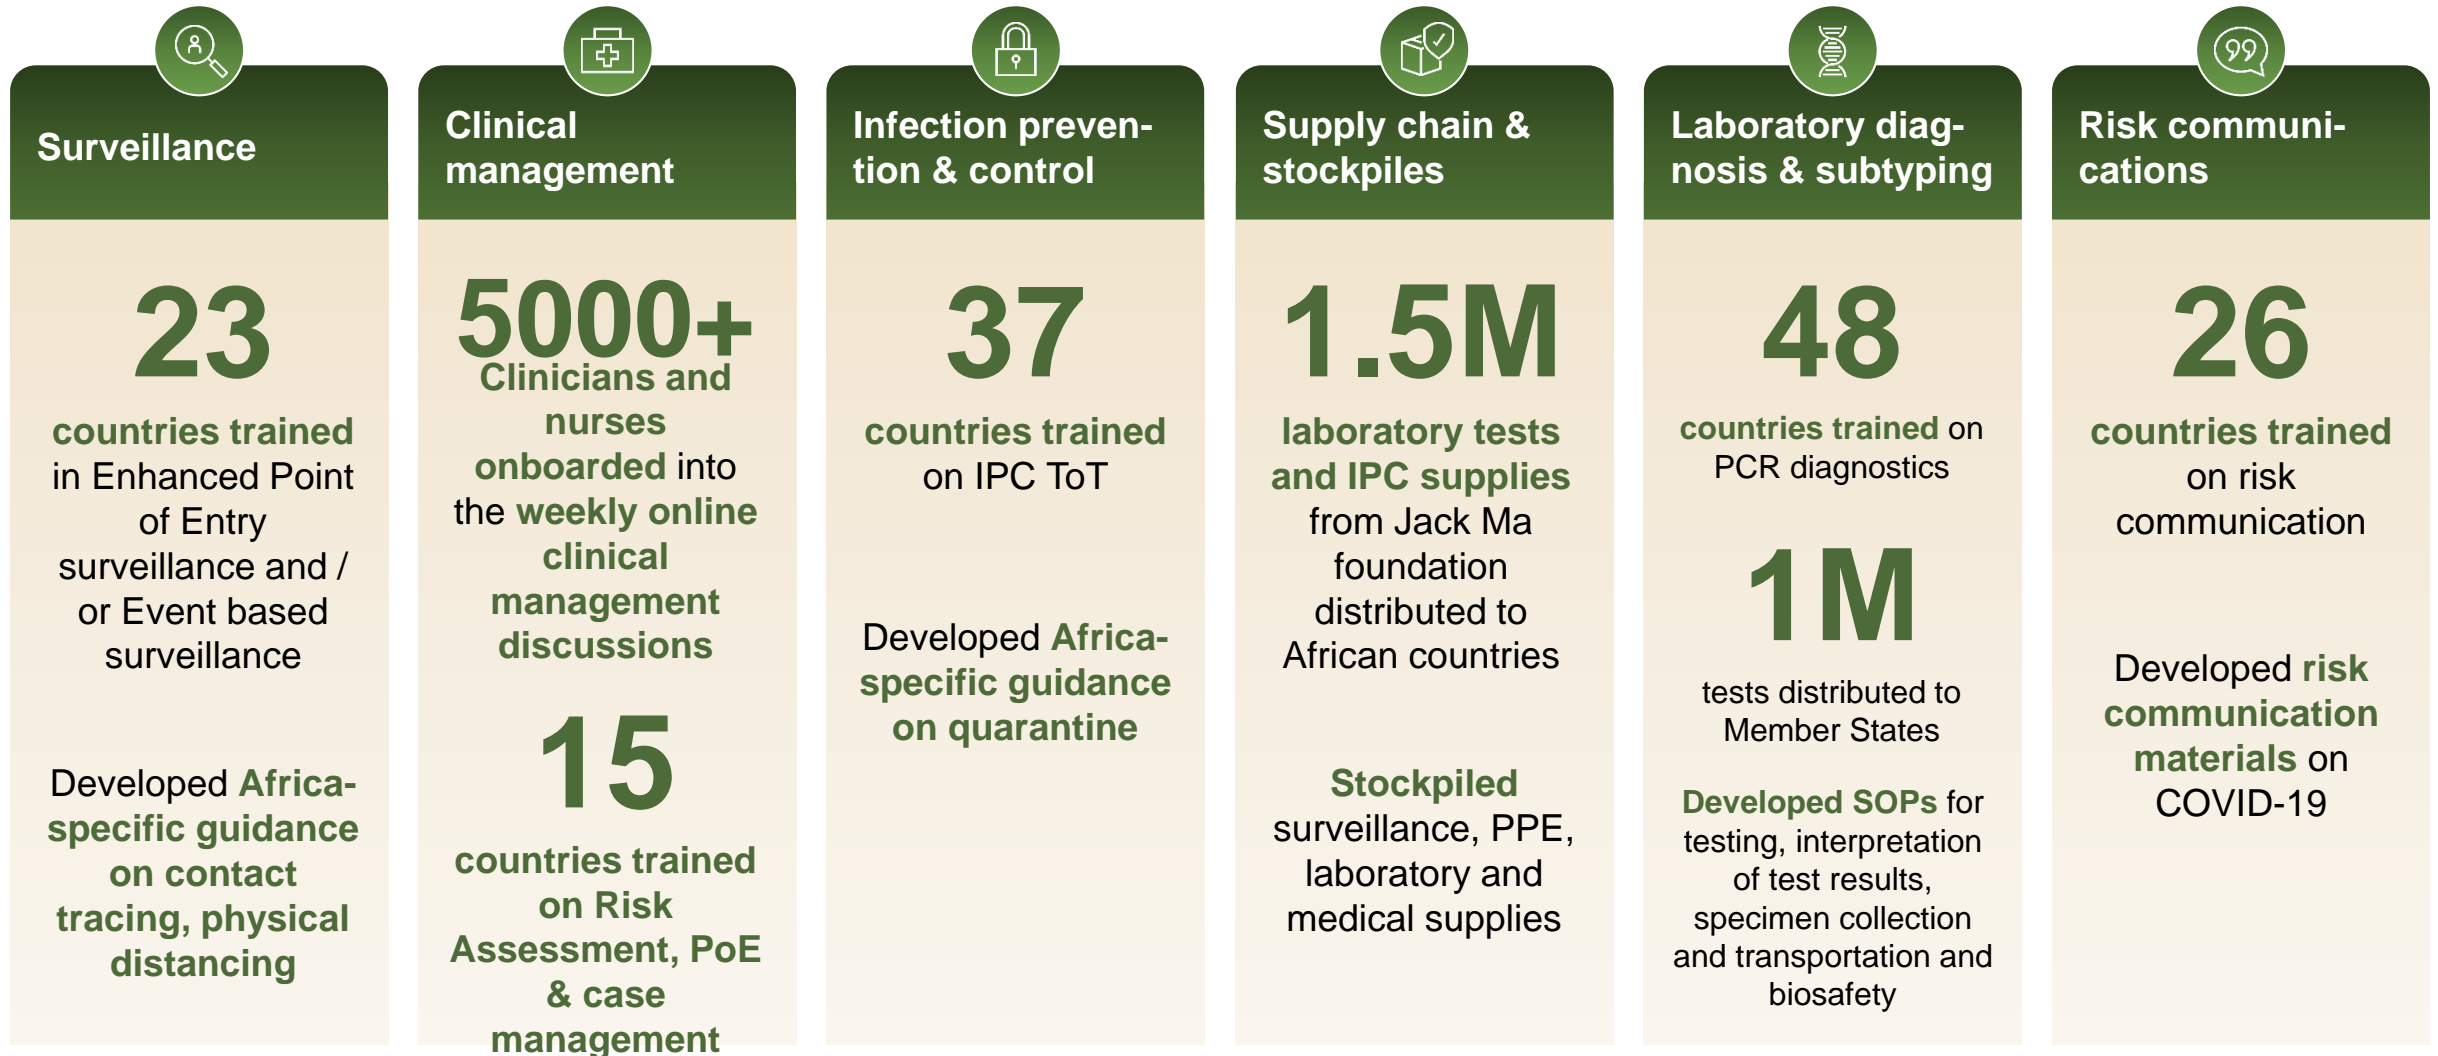 Surveillance
23
countries trained
in Enhanced Point
of Entry
surveillance and /
or Event based
surveillance
Developed Africa-
specific guidance
on contact
tracing, physical
distancing
Clinical
management
5000+
Clinicians and
nurses
onboarded into
the weekly online
clinical
management
discussions
15
countries trained
on Risk
Assessment, PoE
& case
management
Infection preven-
tion & control
37
countries trained
on IPC ToT
Developed Africa-
specific guidance
on quarantine
Supply chain &
stockpiles
1.5M
laboratory tests
and IPC supplies
from Jack Ma
foundation
distributed to
African countries
Stockpiled
surveillance, PPE,
laboratory and
medical supplies
Laboratory diag-
nosis & subtyping
48
countries trained on
PCR diagnostics
1M
tests distributed to
Member States
Developed SOPs for
testing, interpretation
of test results,
specimen collection
and transportation and
biosafety
Risk communi-
cations
26
countries trained
on risk
communication
Developed risk
communication
materials on
COVID-19